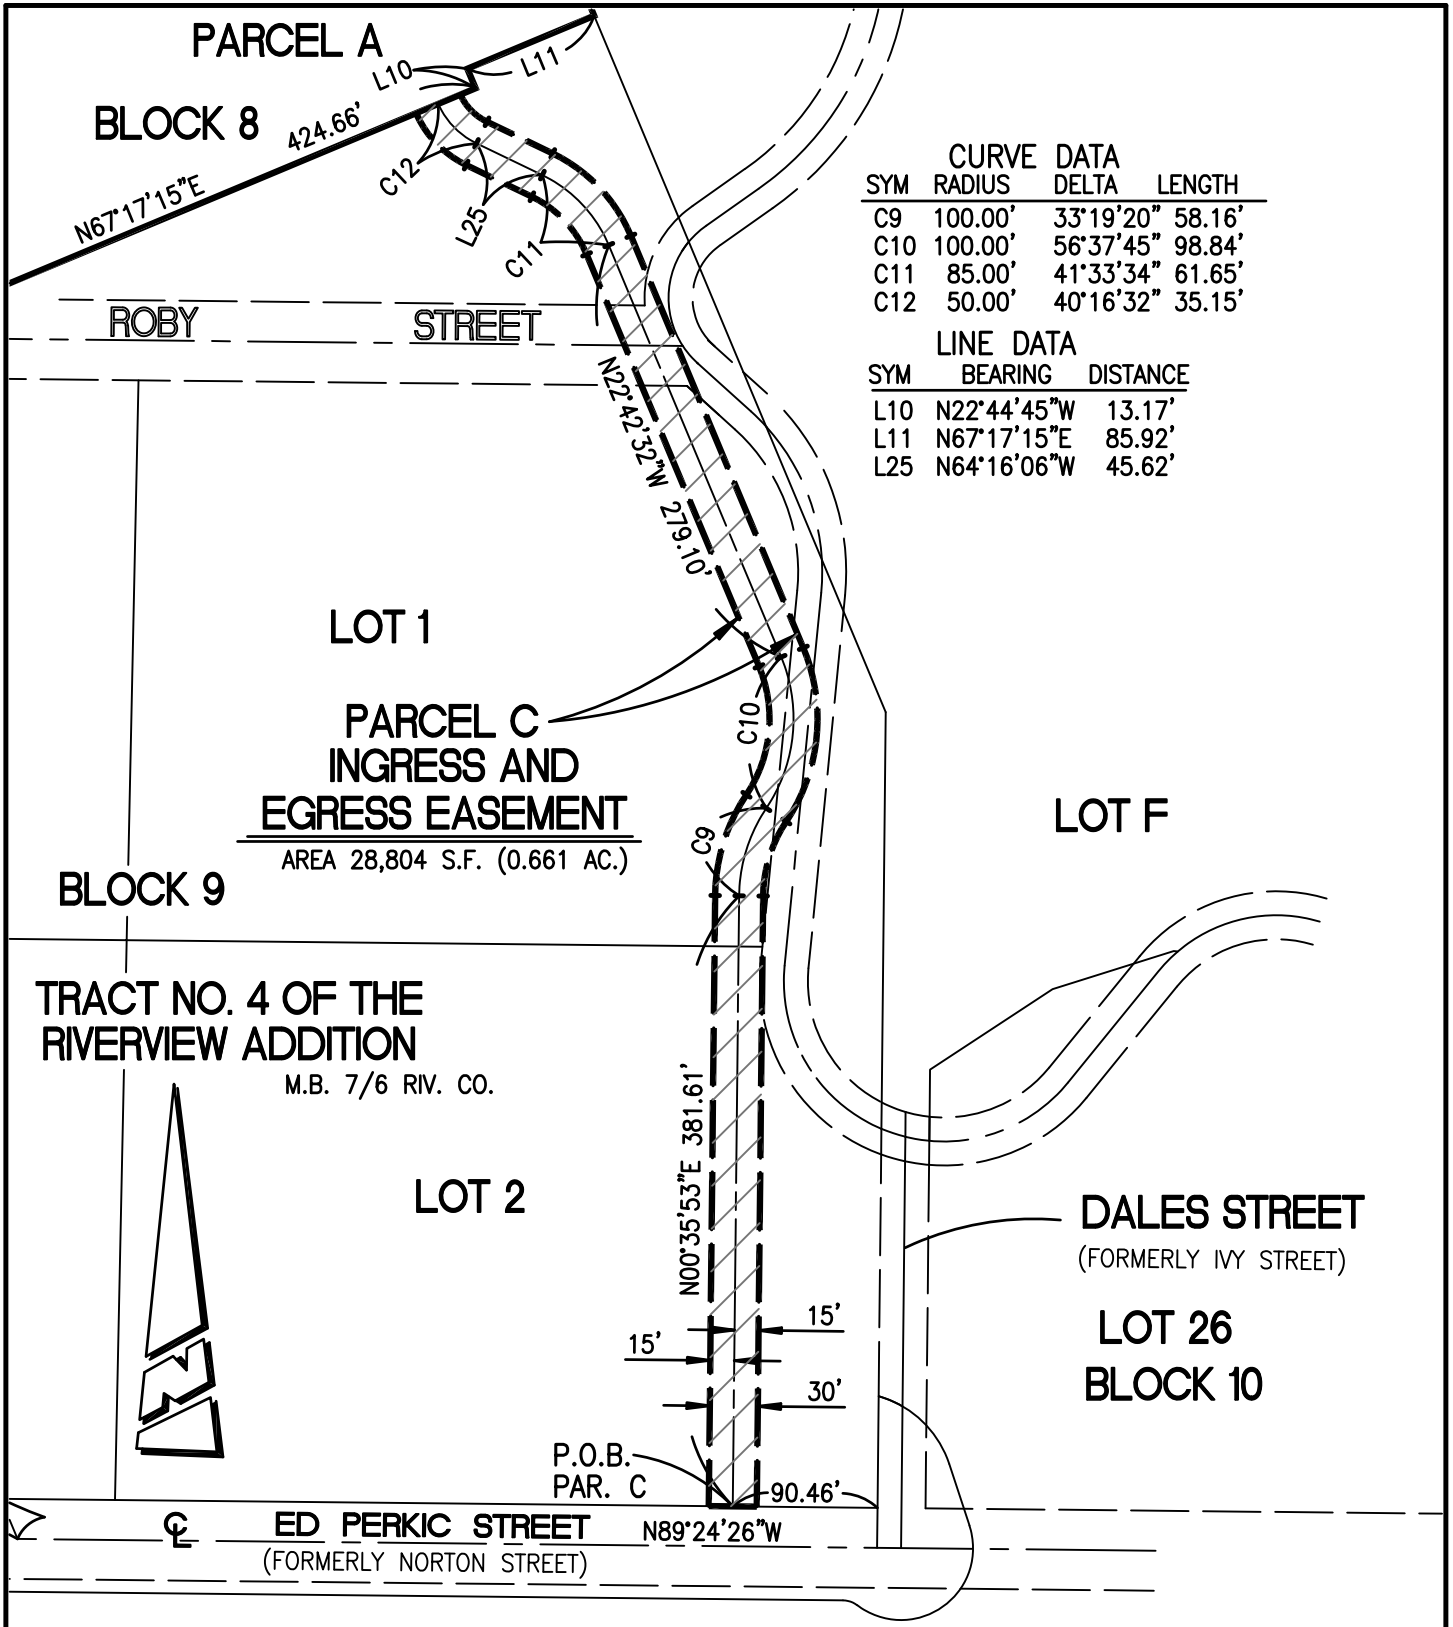 PARCEL A
L10
L11
BLOCK 8
424.66'
N67°17'15"E
C12
L25
C11
CURVE DATA
SYM RADIUS DELTA LENGTH
C9 100.00' 33°19'20" 58.16'
C10 100.00' 56°37'45" 98.84'
C11 85.00' 41°33'34" 61.65'
C12 50.00' 40°16'32" 35.15'
LINE DATA
SYM BEARING DISTANCE
L10 N22°44'45"W 13.17'
L11 N67°17'15"E 85.92'
L25 N64°16'06"W 45.62'
ROBY STREET
N22°42'32"W 279.10'
LOT 1
PARCEL C
INGRESS AND
EGRESS EASEMENT
AREA 28,804 S.F. (0.661 AC.)
C10
C9
LOT F
BLOCK 9
TRACT NO. 4 OF THE
RIVERVIEW ADDITION
M.B. 7/6 RIV. CO.
N00°35'53"E 381.61'
LOT 2
DALES STREET
(FORMERLY IVY STREET)
15'
15'
30'
LOT 26
BLOCK 10
P.O.B.
PAR. C
90.46'
N89°24'26"W
℄ ED PERKIC STREET
(FORMERLY NORTON STREET)
N